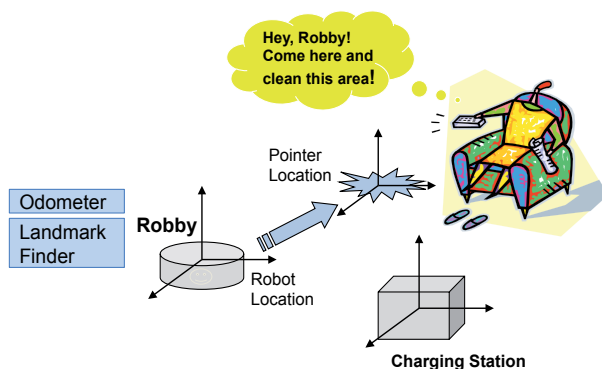 Hey, Robby!
Come here and
clean this area!
Pointer
Location
Odometer
Landmark
Finder
Robby
Robot
Location
Charging Station